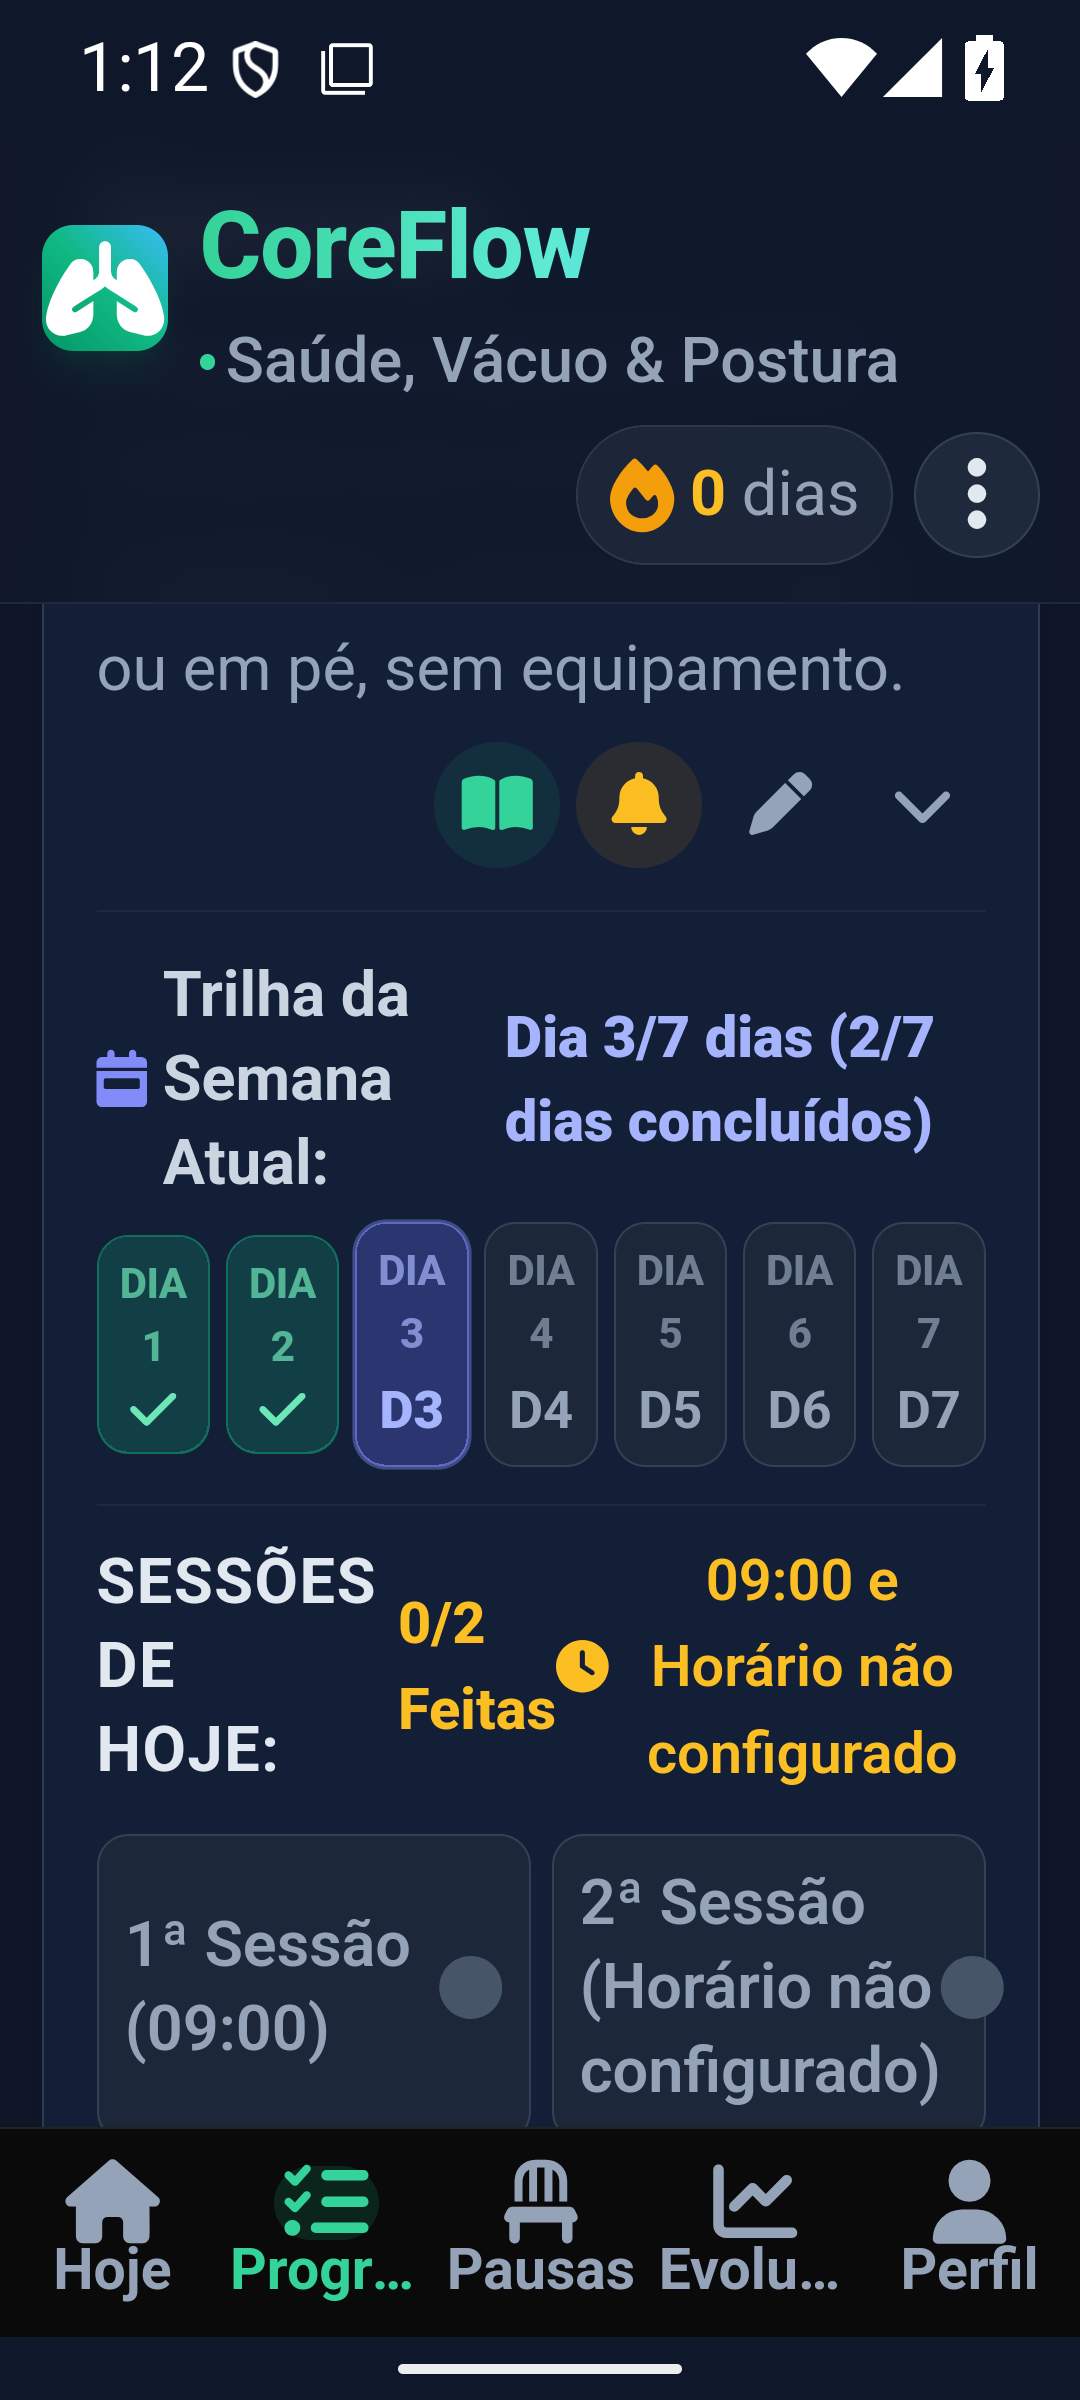 1:12
CoreFlow
Saúde, Vácuo & Postura
0 dias
ou em pé, sem equipamento.
Trilha da
Semana
Atual:
Dia 3/7 dias (2/7
dias concluídos)
DIA
1
DIA
2
DIA
3
D3
DIA
4
D4
DIA
5
D5
DIA
6
D6
DIA
7
D7
SESSÕES
DE
HOJE:
0/2
Feitas
09:00 e
Horário não
configurado
1ª Sessão
(09:00)
2ª Sessão
(Horário não
configurado)
Hoje
Progr...
Pausas
Evolu...
Perfil